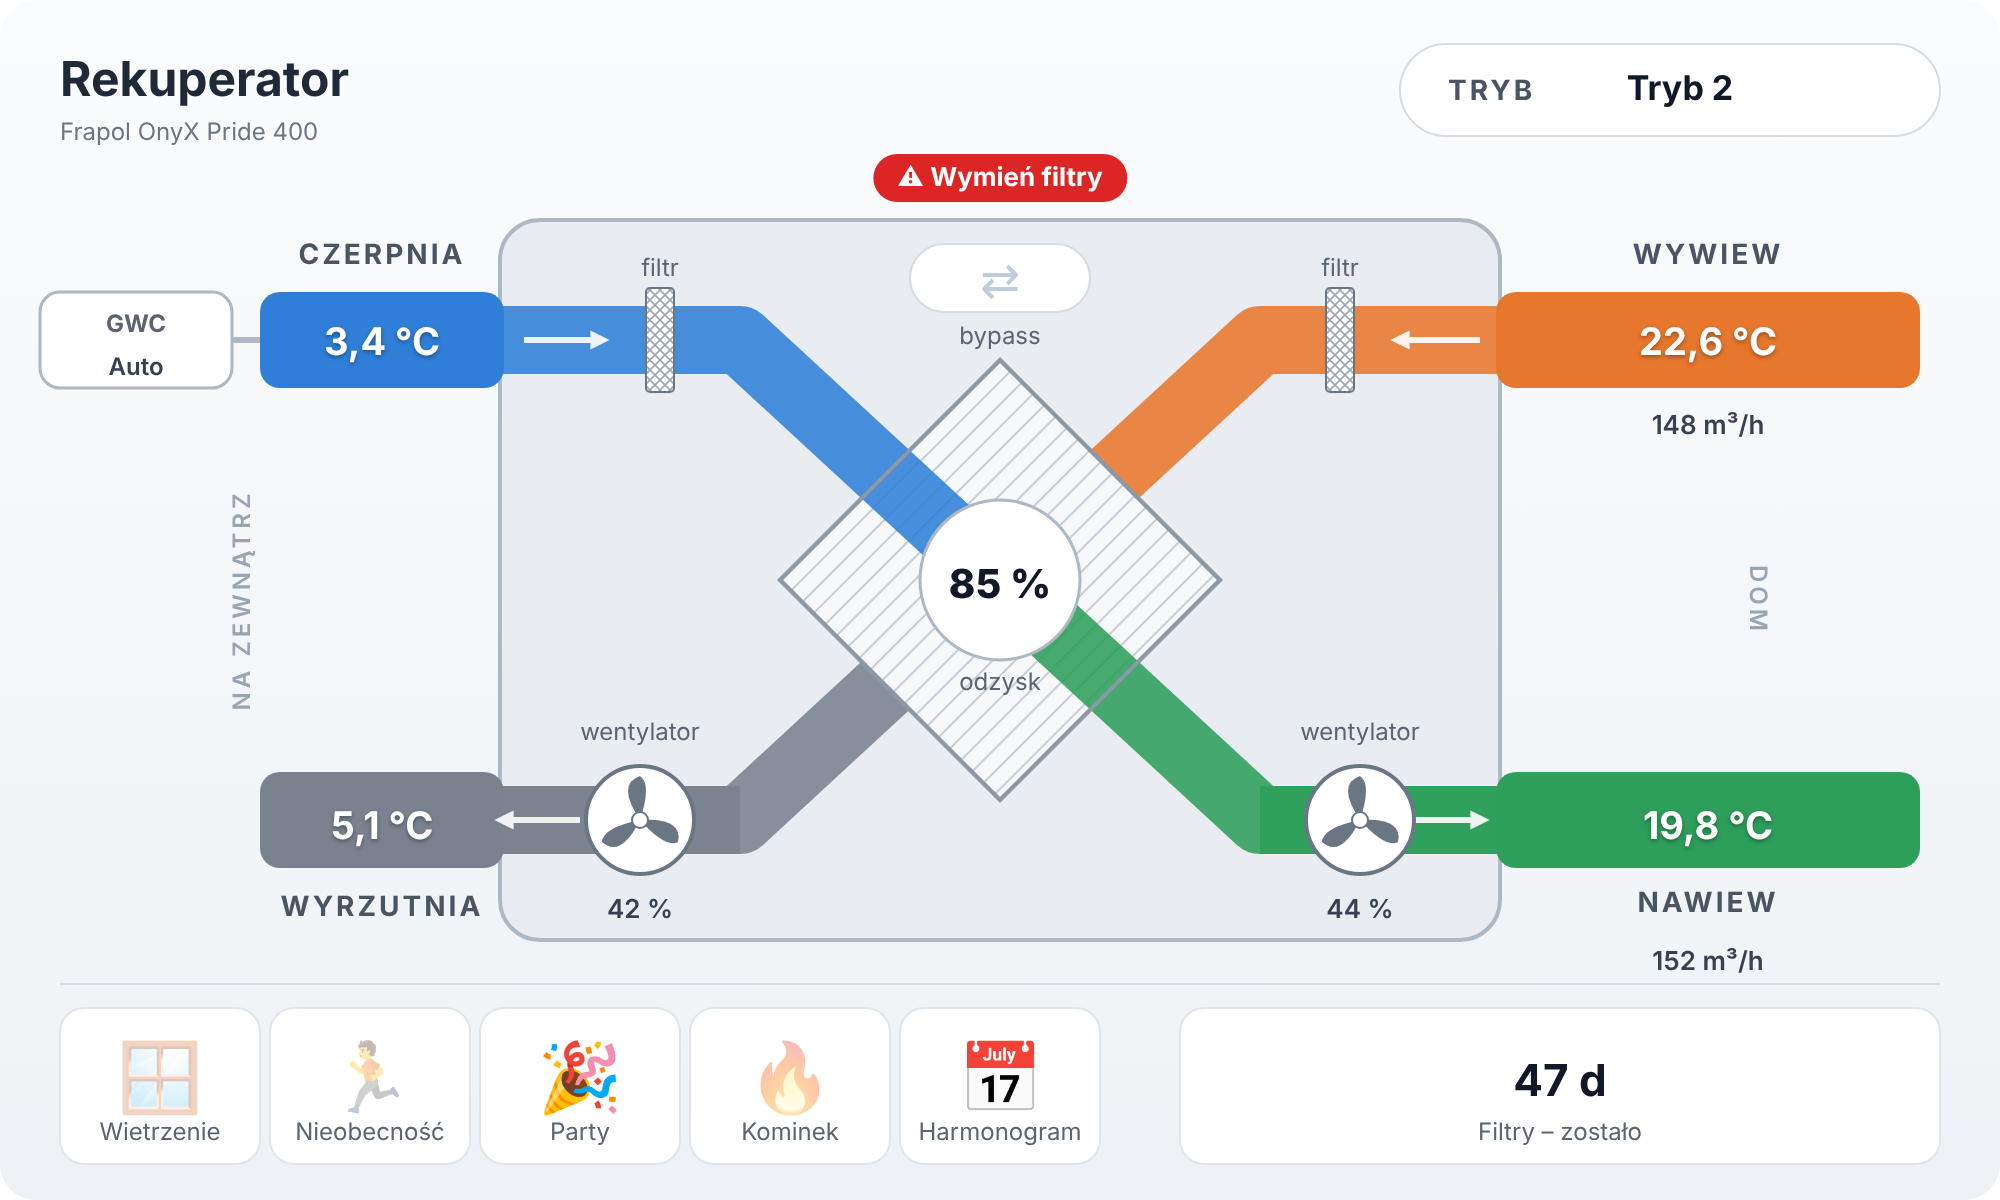 Rekuperator
Frapol OnyX Pride 400
TRYB Tryb 2
⚠ Wymień filtry
CZERPNIA
filtr
filtr
WYWIEW
GWC
Auto
3,4 °C
bypass
22,6 °C
148 m³/h
NA ZEWNĄTRZ
85 %
odzysk
DOM
wentylator
wentylator
5,1 °C
19,8 °C
WYRZUTNIA
42 %
44 %
NAWIEW
152 m³/h
Wietrzenie
Nieobecność
Party
Kominek
July
17
Harmonogram
47 d
Filtry – zostało